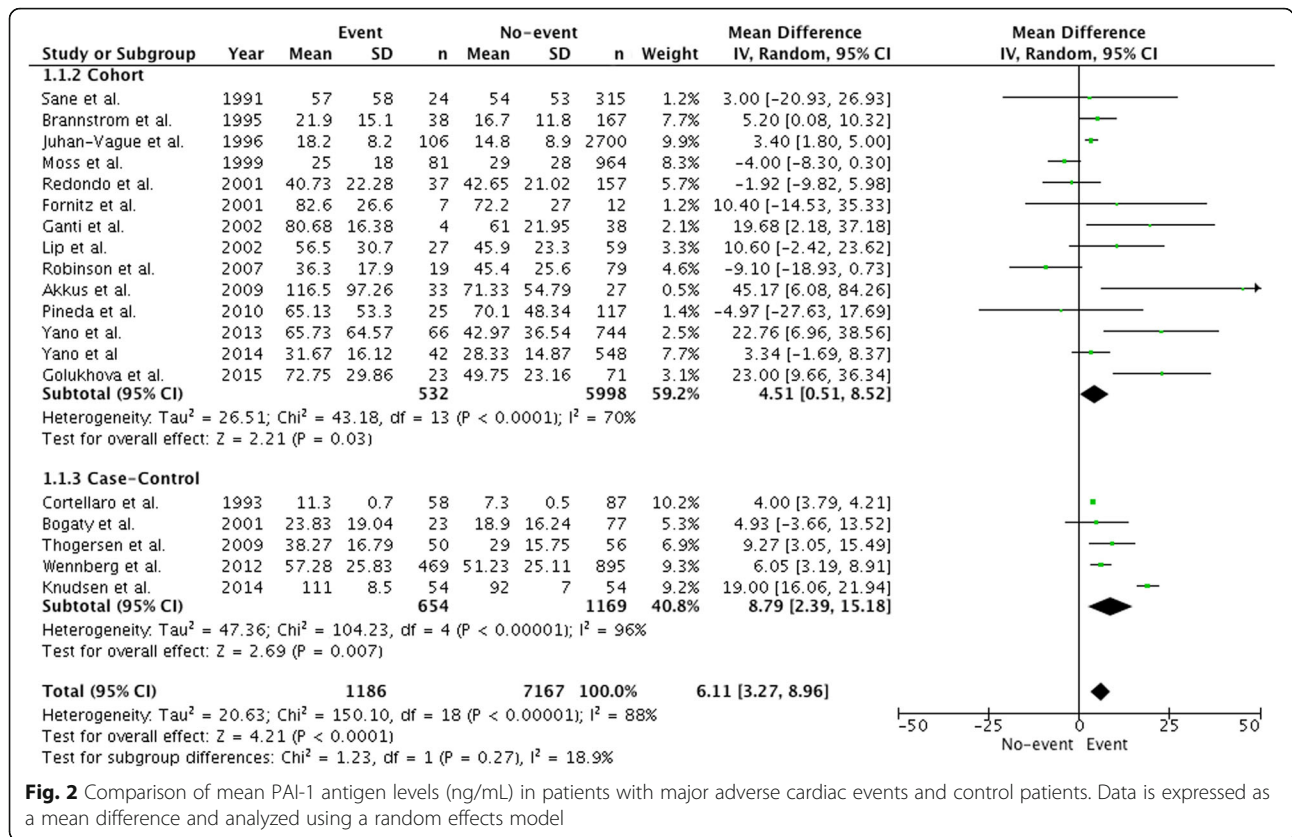 Event No-event Mean Difference Mean Difference
Study or Subgroup Year Mean SD n Mean SD n Weight IV, Random, 95% CI IV, Random, 95% CI
1.1.2 Cohort
Sane et al. 1991 57 58 24 54 53 315 1.2% 3.00 [−20.93, 26.93]
Brannstrom et al. 1995 21.9 15.1 38 16.7 11.8 167 7.7% 5.20 [0.08, 10.32]
Juhan-Vague et al. 1996 18.2 8.2 106 14.8 8.9 2700 9.9% 3.40 [1.80, 5.00]
Moss et al. 1999 25 18 81 29 28 964 8.3% −4.00 [−8.30, 0.30]
Redondo et al. 2001 40.73 22.28 37 42.65 21.02 157 5.7% −1.92 [−9.82, 5.98]
Fornitz et al. 2001 82.6 26.6 7 72.2 27 12 1.2% 10.40 [−14.53, 35.33]
Ganti et al. 2002 80.68 16.38 4 61 21.95 38 2.1% 19.68 [2.18, 37.18]
Lip et al. 2002 56.5 30.7 27 45.9 23.3 59 3.3% 10.60 [−2.42, 23.62]
Robinson et al. 2007 36.3 17.9 19 45.4 25.6 79 4.6% −9.10 [−18.93, 0.73]
Akkus et al. 2009 116.5 97.26 33 71.33 54.79 27 0.5% 45.17 [6.08, 84.26]
Pineda et al. 2010 65.13 53.3 25 70.1 48.34 117 1.4% −4.97 [−27.63, 17.69]
Yano et al. 2013 65.73 64.57 66 42.97 36.54 744 2.5% 22.76 [6.96, 38.56]
Yano et al 2014 31.67 16.12 42 28.33 14.87 548 7.7% 3.34 [−1.69, 8.37]
Golukhova et al. 2015 72.75 29.86 23 49.75 23.16 71 3.1% 23.00 [9.66, 36.34]
Subtotal (95% CI) 532 5998 59.2% 4.51 [0.51, 8.52]
Heterogeneity: Tau² = 26.51; Chi² = 43.18, df = 13 (P < 0.0001); I² = 70%
Test for overall effect: Z = 2.21 (P = 0.03)
1.1.3 Case-Control
Cortellaro et al. 1993 11.3 0.7 58 7.3 0.5 87 10.2% 4.00 [3.79, 4.21]
Bogaty et al. 2001 23.83 19.04 23 18.9 16.24 77 5.3% 4.93 [−3.66, 13.52]
Thogersen et al. 2009 38.27 16.79 50 29 15.75 56 6.9% 9.27 [3.05, 15.49]
Wennberg et al. 2012 57.28 25.83 469 51.23 25.11 895 9.3% 6.05 [3.19, 8.91]
Knudsen et al. 2014 111 8.5 54 92 7 54 9.2% 19.00 [16.06, 21.94]
Subtotal (95% CI) 654 1169 40.8% 8.79 [2.39, 15.18]
Heterogeneity: Tau² = 47.36; Chi² = 104.23, df = 4 (P < 0.00001); I² = 96%
Test for overall effect: Z = 2.69 (P = 0.007)
Total (95% CI) 1186 7167 100.0% 6.11 [3.27, 8.96]
Heterogeneity: Tau² = 20.63; Chi² = 150.10, df = 18 (P < 0.00001); I² = 88%
Test for overall effect: Z = 4.21 (P < 0.0001)
Test for subgroup differences: Chi² = 1.23, df = 1 (P = 0.27), I² = 18.9%
−50 −25 0 25 50
No-event Event
Fig. 2 Comparison of mean PAI-1 antigen levels (ng/mL) in patients with major adverse cardiac events and control patients. Data is expressed as
a mean difference and analyzed using a random effects model